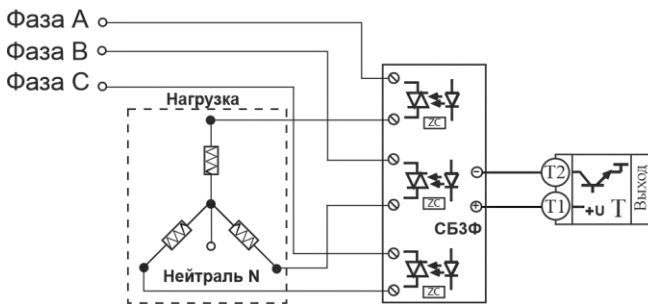 Фаза A
Фаза B
Фаза C
Нагрузка
ZC
ZC
T2
СБ3Ф
T1
+U
T
Выход
Нейтраль N
ZC